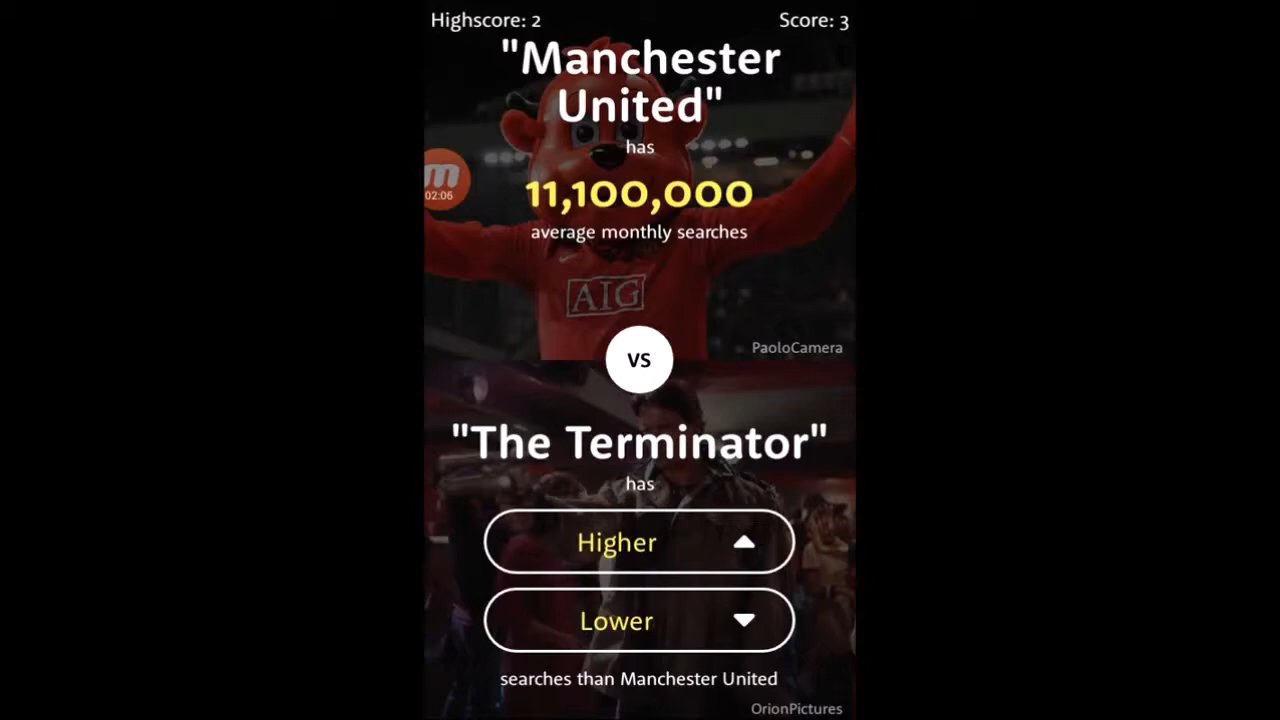 Highscore: 2
Score: 3
"Manchester
United"
has
m
02:06
11,100,000
average monthly searches
AIG
PaoloCamera
VS
"The Terminator"
has
Higher
Lower
searches than Manchester United
OrionPictures